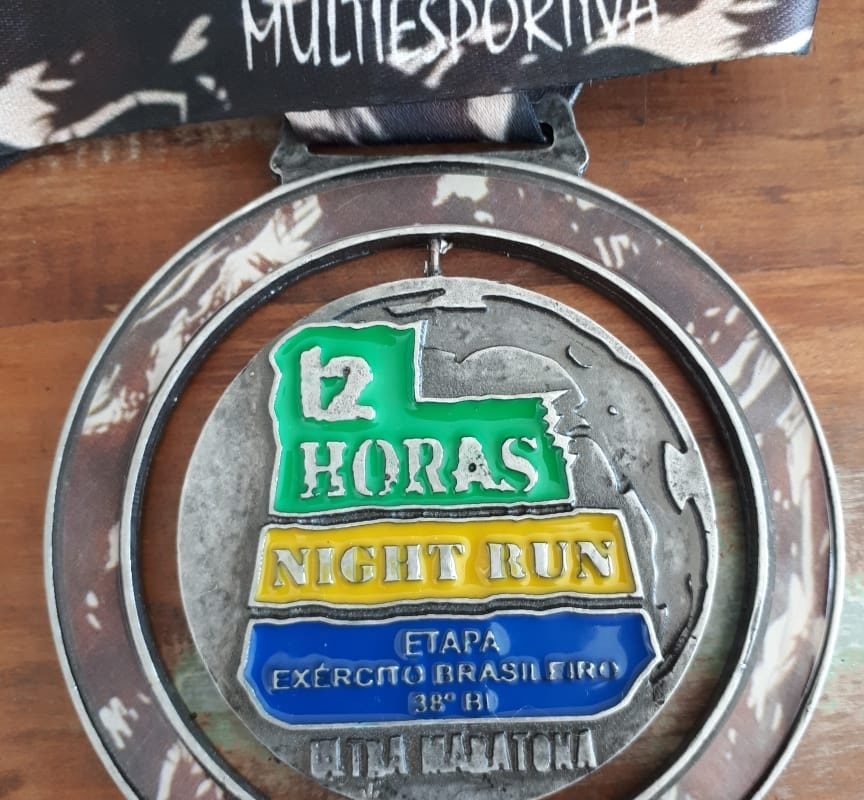 MULTIESPORTIVA
12
HORAS
NIGHT RUN
ETAPA
EXÉRCITO BRASILEIRO
38º BI
ULTRA MARATONA